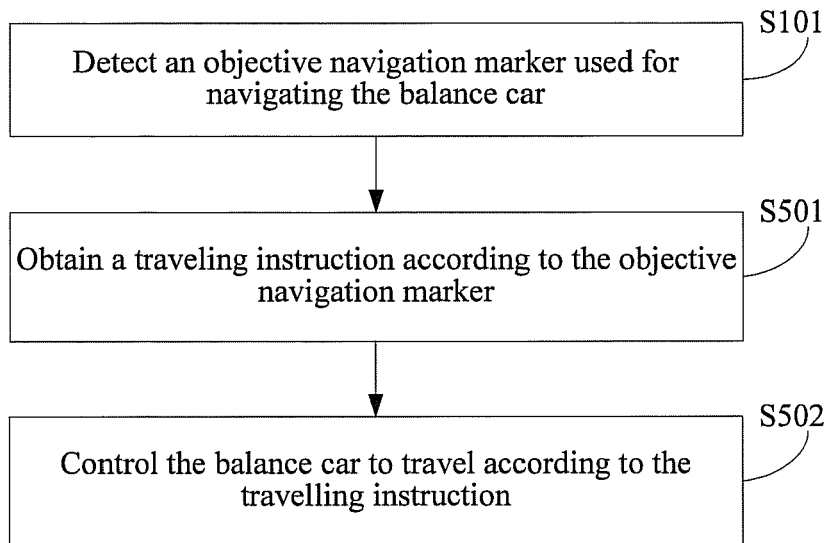 S101
Detect an objective navigation marker used for
navigating the balance car
S501
Obtain a traveling instruction according to the objective
navigation marker
S502
Control the balance car to travel according to the
travelling instruction